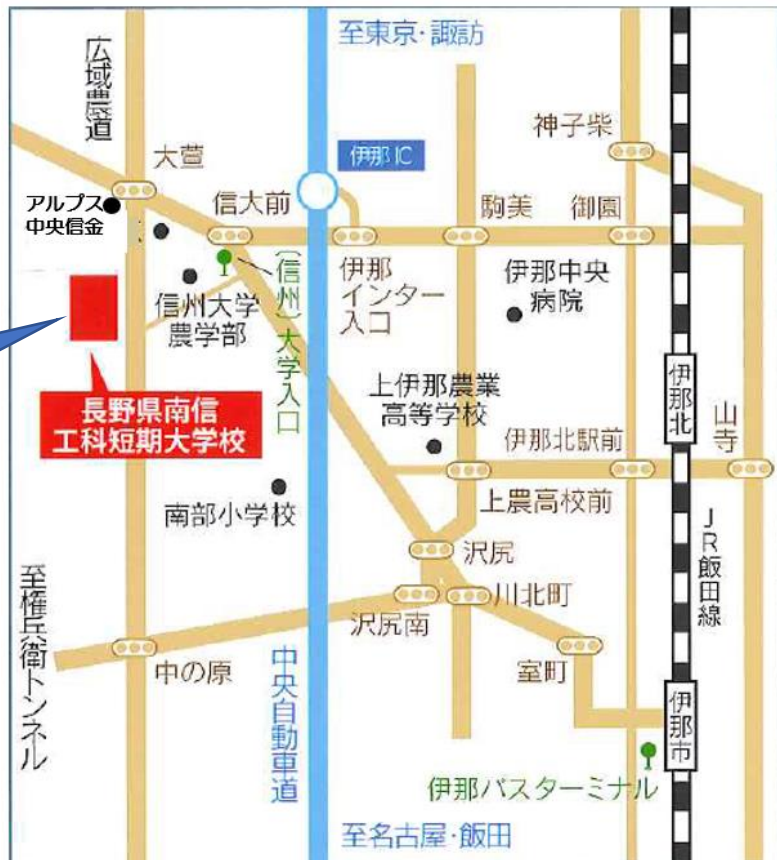 至東京・諏訪
広域農道
神子柴
大萱
伊那IC
アルプス
中央信金
信大前
駒美
御園
(信州)大学入口
伊那
インター
入口
伊那中央
病院
信州大学
農学部
上伊那農業
高等学校
伊那北
長野県南信
工科短期大学校
伊那北駅前
山寺
南部小学校
上農高校前
JR飯田線
沢尻
至権兵衛トンネル
沢尻南
川北町
中の原
中央自動車道
室町
伊那市
伊那バスターミナル
至名古屋・飯田